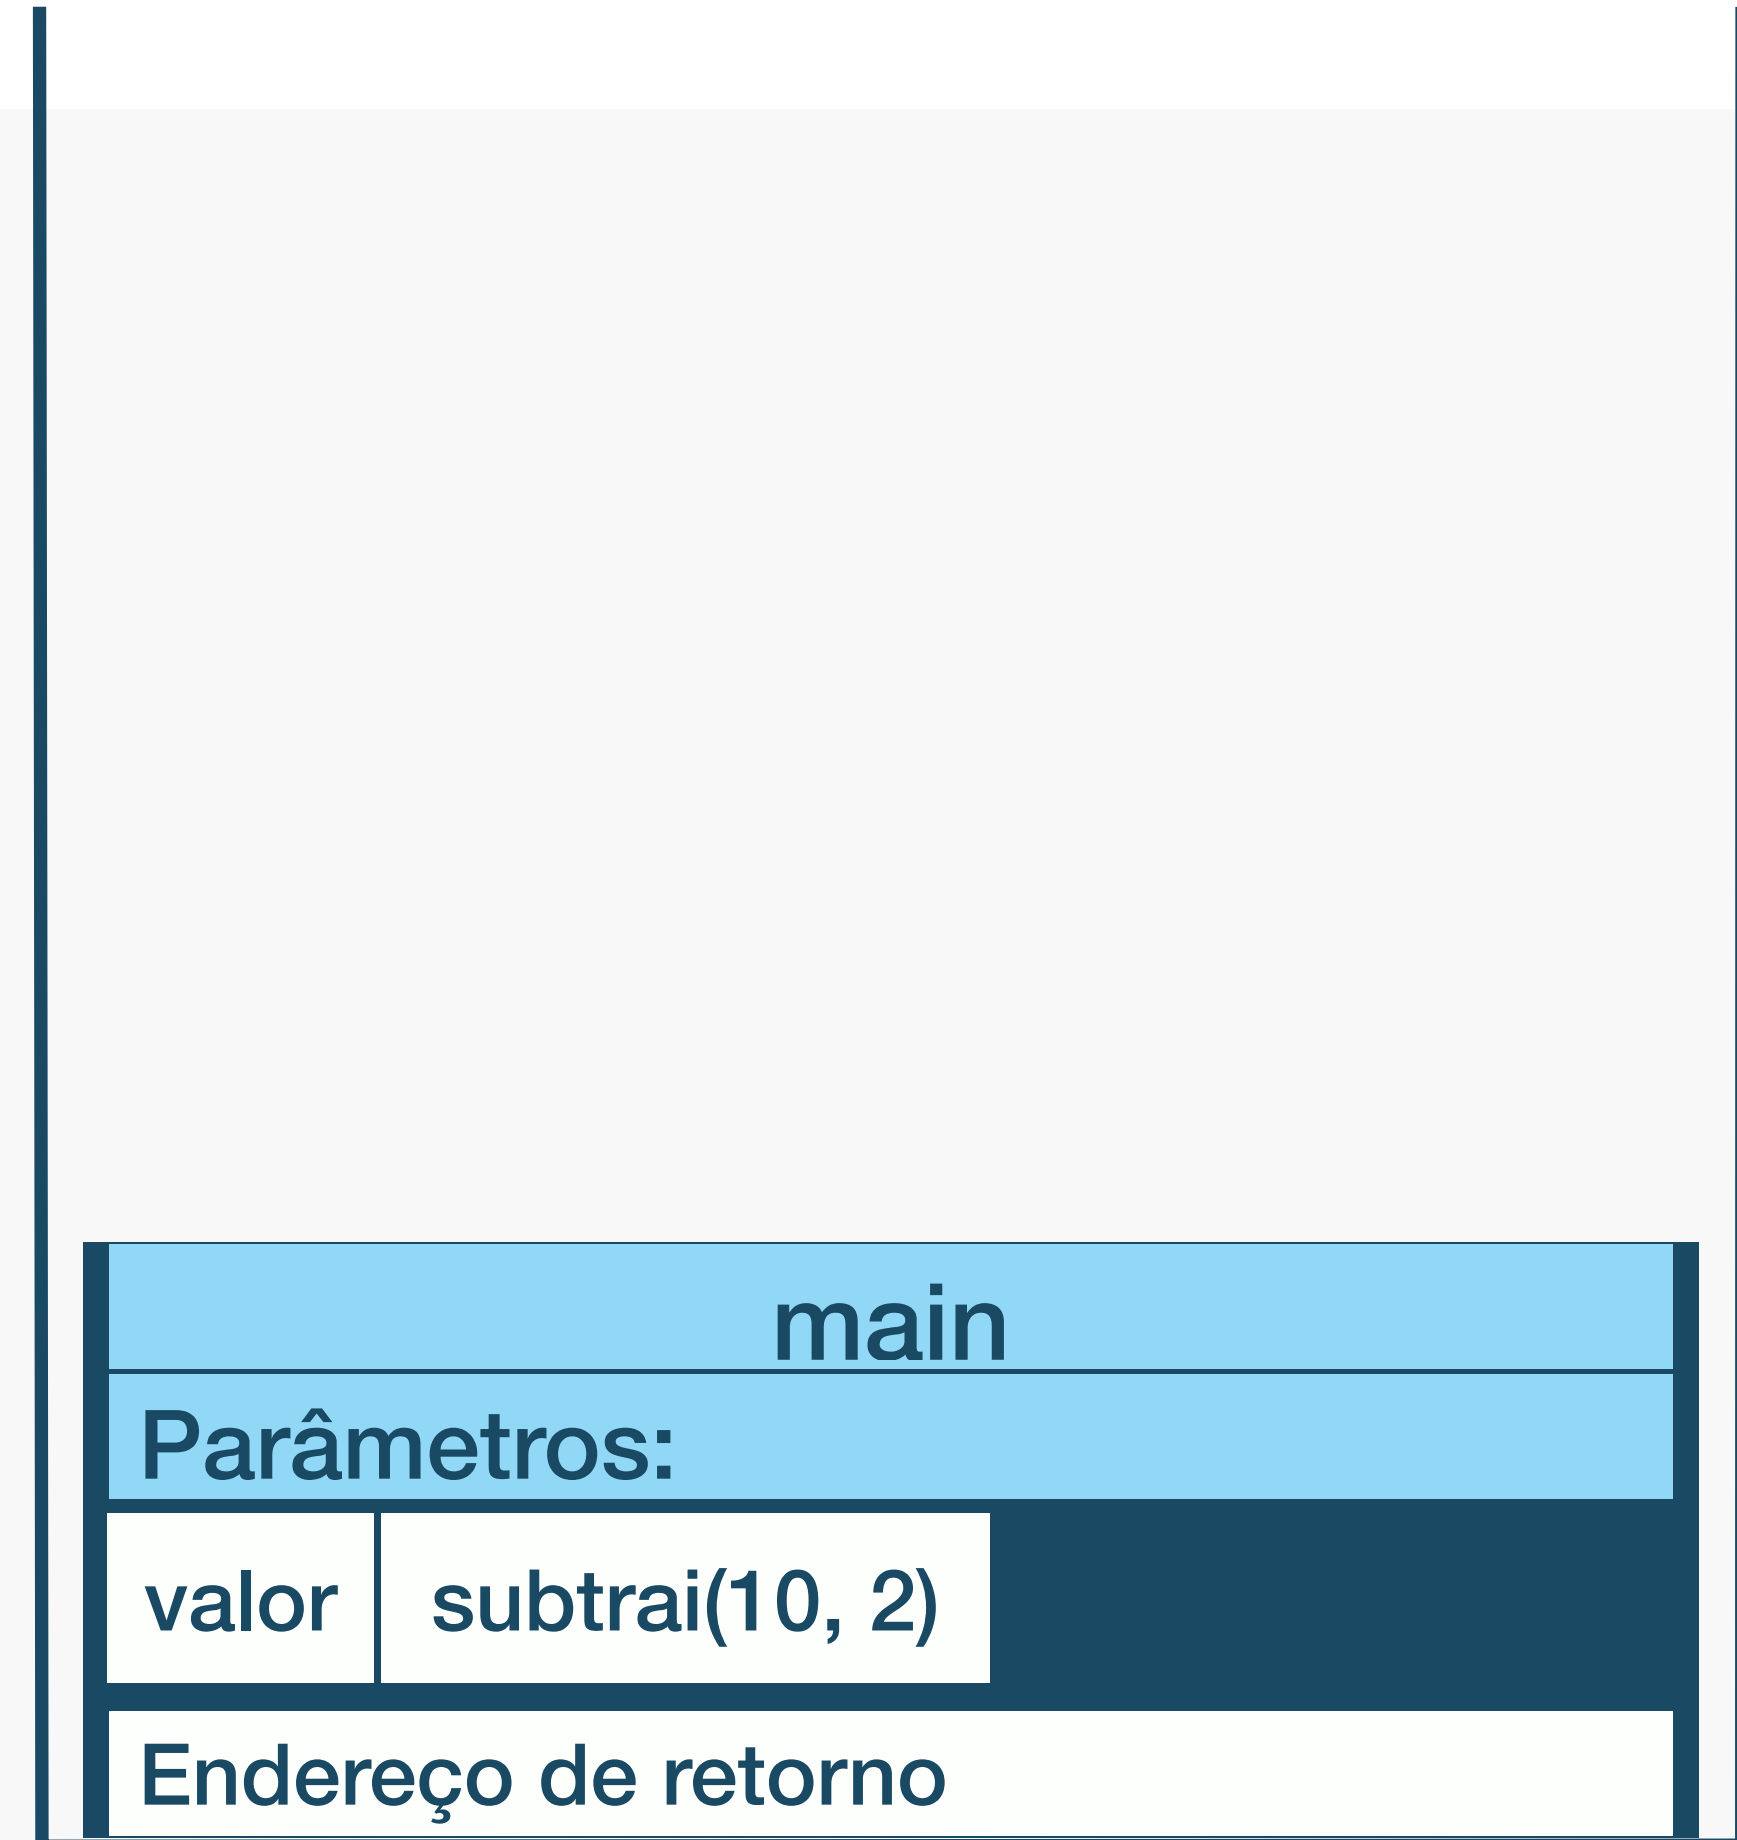 main
Parâmetros:
valor subtrai(10, 2)
Endereço de retorno